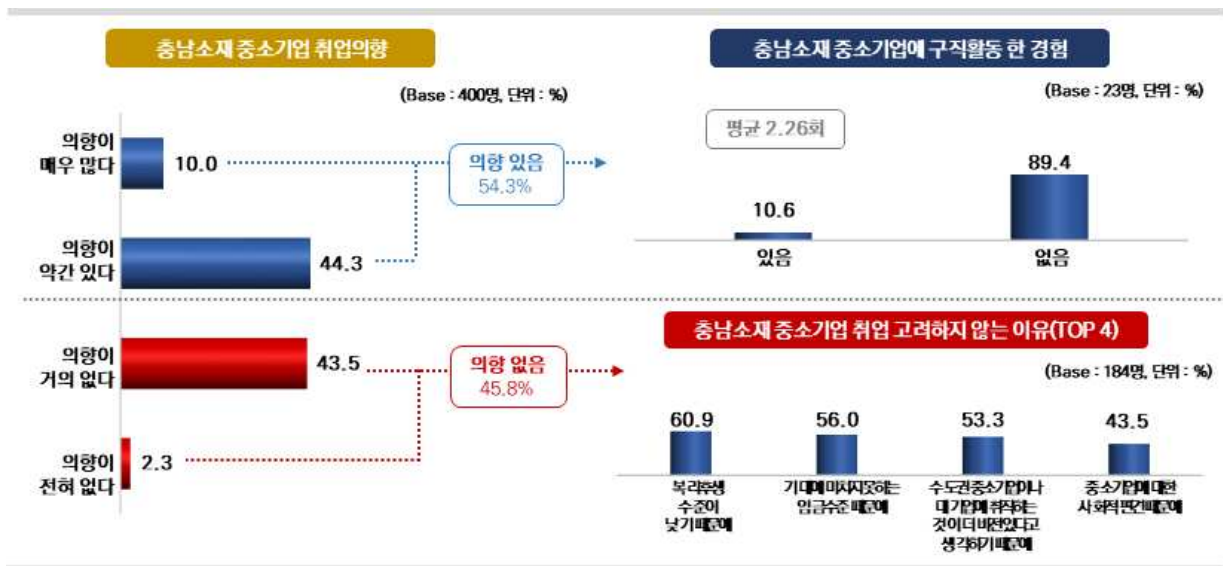 충남소재 중소기업 취업의향
(Base : 400명, 단위 : %)
의향이
매우 많다
10.0
의향 있음
54.3%
의향이
약간 있다
44.3
의향이
거의 없다
43.5
의향 없음
45.8%
의향이
전혀 없다
2.3
충남소재 중소기업에 구직활동 한 경험
(Base : 23명, 단위 : %)
평균 2.26회
10.6
있음
89.4
없음
충남소재 중소기업 취업 고려하지 않는 이유(TOP 4)
(Base : 184명, 단위 : %)
60.9
복리후생
수준이
낮기 때문에
56.0
기대에 미치지 못하는
임금수준 때문에
53.3
수도권 중소기업이나
대기업에 취직하는
것이 더 비전있다고
생각하기 때문에
43.5
중소기업에 대한
사회적 편견 때문에